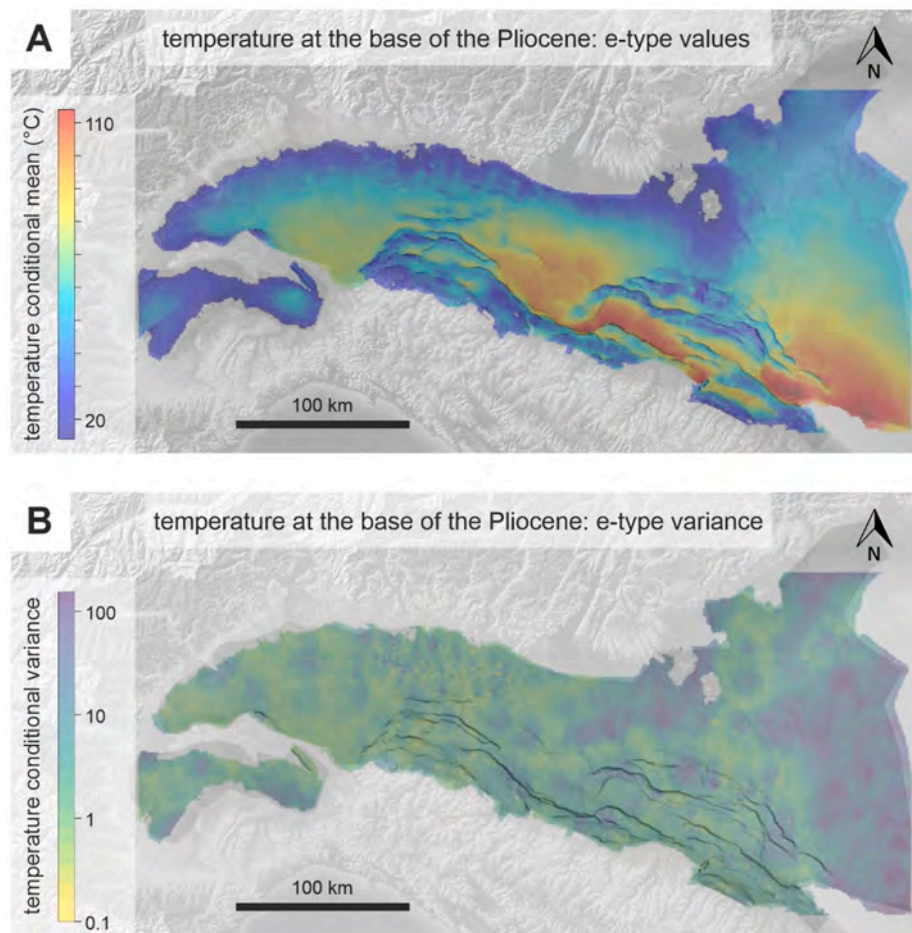 A
temperature at the base of the Pliocene: e-type values
N
temperature conditional mean (°C)
110
20
100 km
B
temperature at the base of the Pliocene: e-type variance
N
temperature conditional variance
100
10
1
0.1
100 km